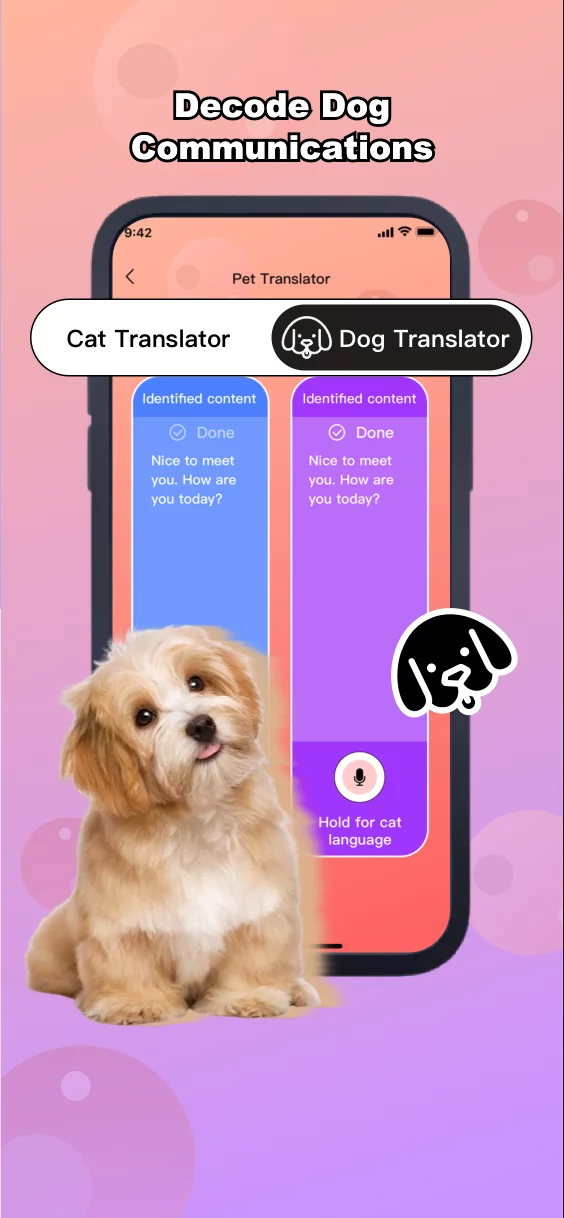 Decode Dog
Communications
9:42
Pet Translator
Cat Translator
Dog Translator
Identified content
Done
Nice to meet
you. How are
you today?
Identified content
Done
Nice to meet
you. How are
you today?
Hold for cat
language